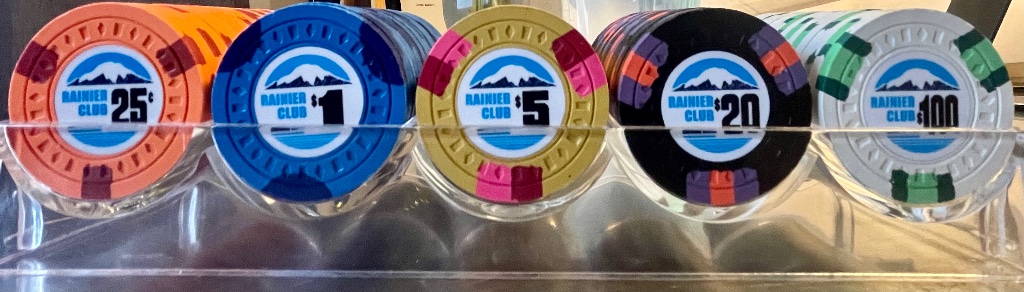 RAINIER
CLUB 25¢
RAINIER
CLUB $1
RAINIER
CLUB $5
RAINIER
CLUB $20
RAINIER
CLUB $100